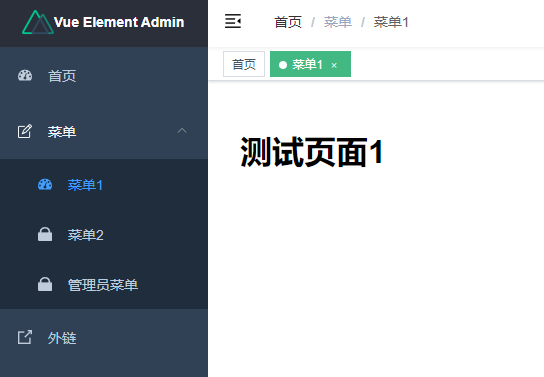 Vue Element Admin
首页
菜单
菜单1
菜单2
管理员菜单
外链
首页 / 菜单 / 菜单1
首页 菜单1 ×
测试页面1